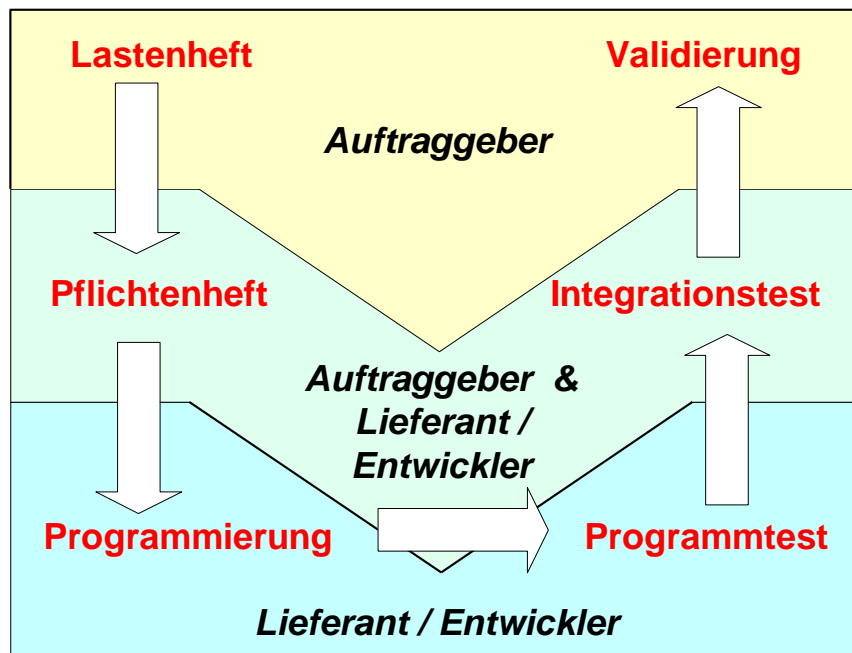 Lastenheft
Validierung
Auftraggeber
Pflichtenheft
Integrationstest
Auftraggeber &
Lieferant /
Entwickler
Programmierung
Programmtest
Lieferant / Entwickler